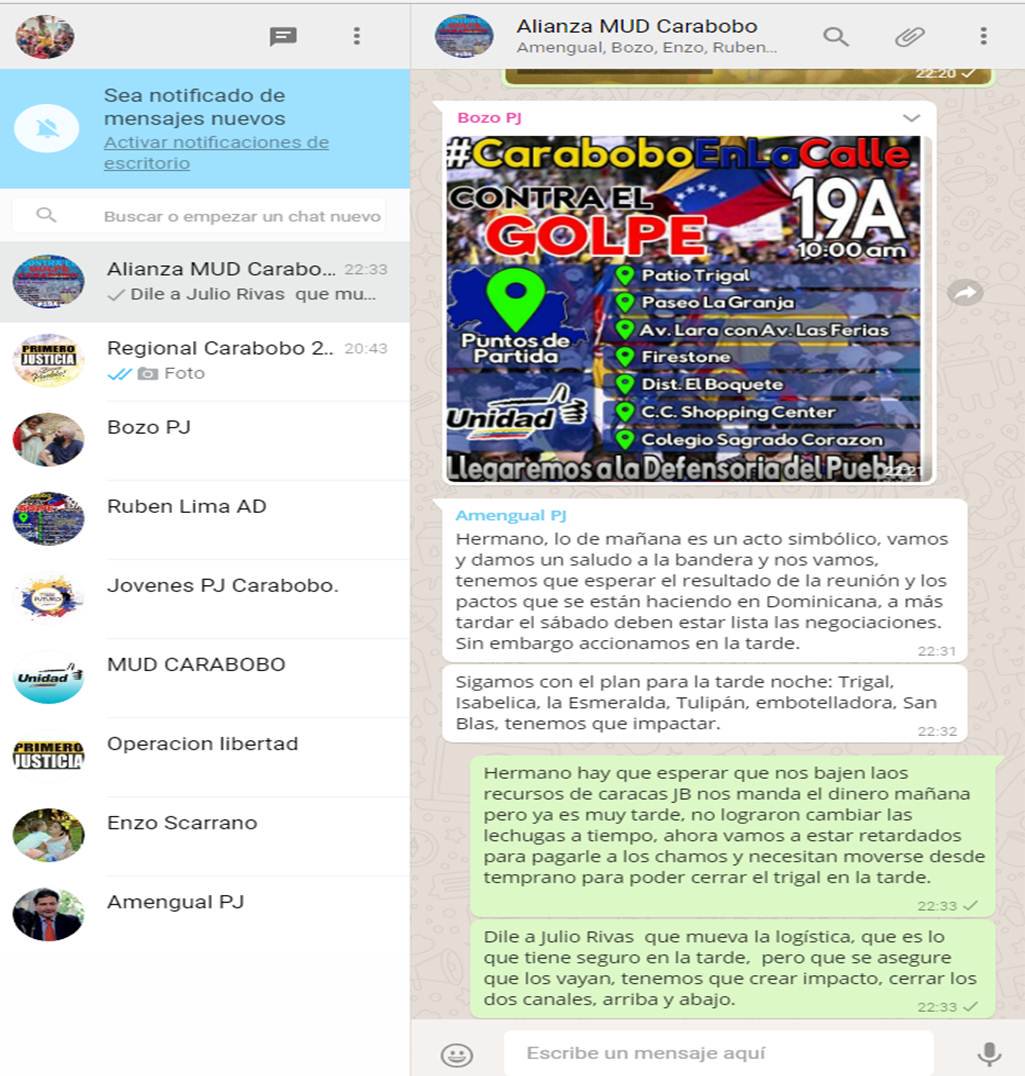 Sea notificado de
mensajes nuevos
Activar notificaciones de
escritorio
Buscar o empezar un chat nuevo
Alianza MUD Carabo... 22:33
Dile a Julio Rivas que mu...
PRIMERO
JUSTICIA
Regional Carabobo 2.. 20:43
Foto
Bozo PJ
Ruben Lima AD
Jovenes PJ Carabobo.
Unidad
MUD CARABOBO
PRIMERO
JUSTICIA
Operacion libertad
Enzo Scarrano
Amengual PJ
Alianza MUD Carabobo
Amengual, Bozo, Enzo, Ruben...
22:20
Bozo PJ
#CaraboboEnLaCalle
CONTRA EL
GOLPE
19A
10:00 am
Puntos de
Partida
Unidad
Patio Trigal
Paseo La Granja
Av. Lara con Av. Las Ferias
Firestone
Dist. El Boquete
C.C. Shopping Center
Colegio Sagrado Corazon
Llegaremos a la Defensoria del Pueblo
22:21
Amengual PJ
Hermano, lo de mañana es un acto simbólico, vamos
y damos un saludo a la bandera y nos vamos,
tenemos que esperar el resultado de la reunión y los
pactos que se están haciendo en Dominicana, a más
tardar el sábado deben estar lista las negociaciones.
Sin embargo accionamos en la tarde.
22:31
Sigamos con el plan para la tarde noche: Trigal,
Isabelica, la Esmeralda, Tulipán, embotelladora, San
Blas, tenemos que impactar.
22:32
Hermano hay que esperar que nos bajen laos
recursos de caracas JB nos manda el dinero mañana
pero ya es muy tarde, no lograron cambiar las
lechugas a tiempo, ahora vamos a estar retardados
para pagarle a los chamos y necesitan moverse desde
temprano para poder cerrar el trigal en la tarde.
22:33
Dile a Julio Rivas que mueva la logística, que es lo
que tiene seguro en la tarde, pero que se asegure
que los vayan, tenemos que crear impacto, cerrar los
dos canales, arriba y abajo.
22:33
Escribe un mensaje aquí